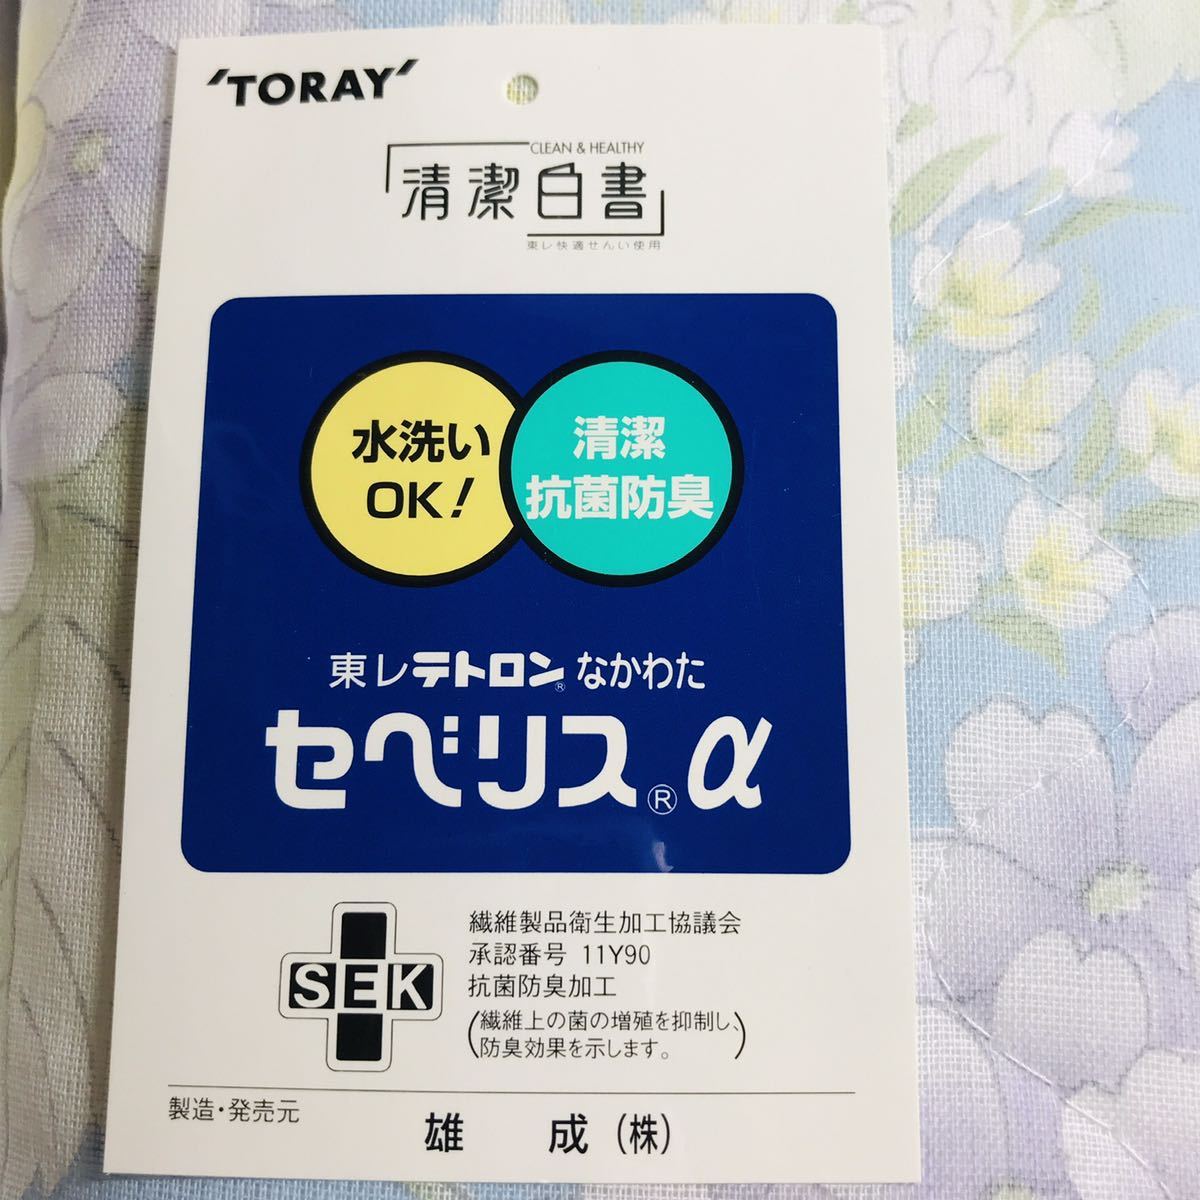 'TORAY'
CLEAN & HEALTHY
「清潔白書」
東レ快適せんい使用
水洗い
OK!
清潔
抗菌防臭
東レテトロン®なかわた
セベリス®α
SEK
繊維製品衛生加工協議会
承認番号 11Y90
抗菌防臭加工
(繊維上の菌の増殖を抑制し、
防臭効果を示します。)
製造・発売元
雄 成 (株)